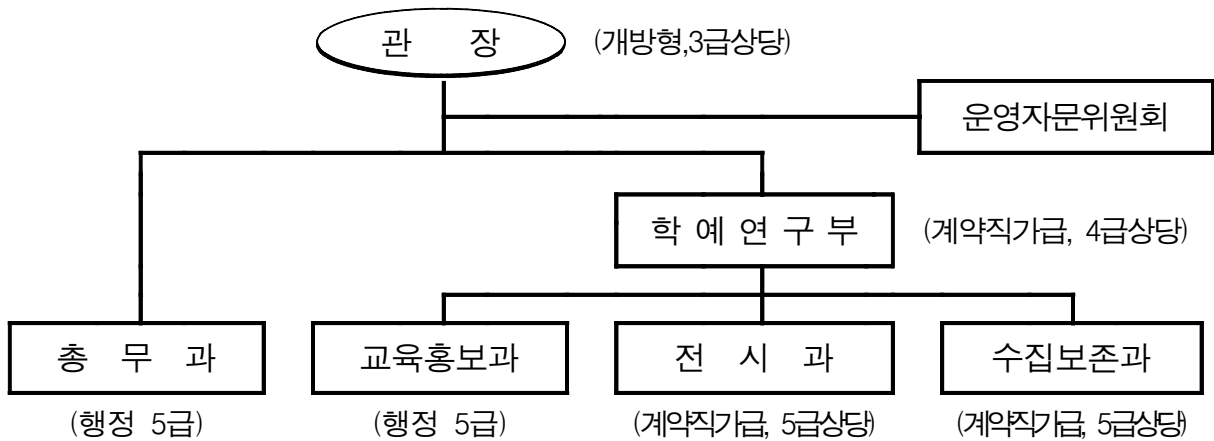 관 장 (개방형,3급상당)
운영자문위원회
학 예 연 구 부 (계약직가급, 4급상당)
총 무 과 교육홍보과 전 시 과 수집보존과
(행정 5급) (행정 5급) (계약직가급, 5급상당) (계약직가급, 5급상당)